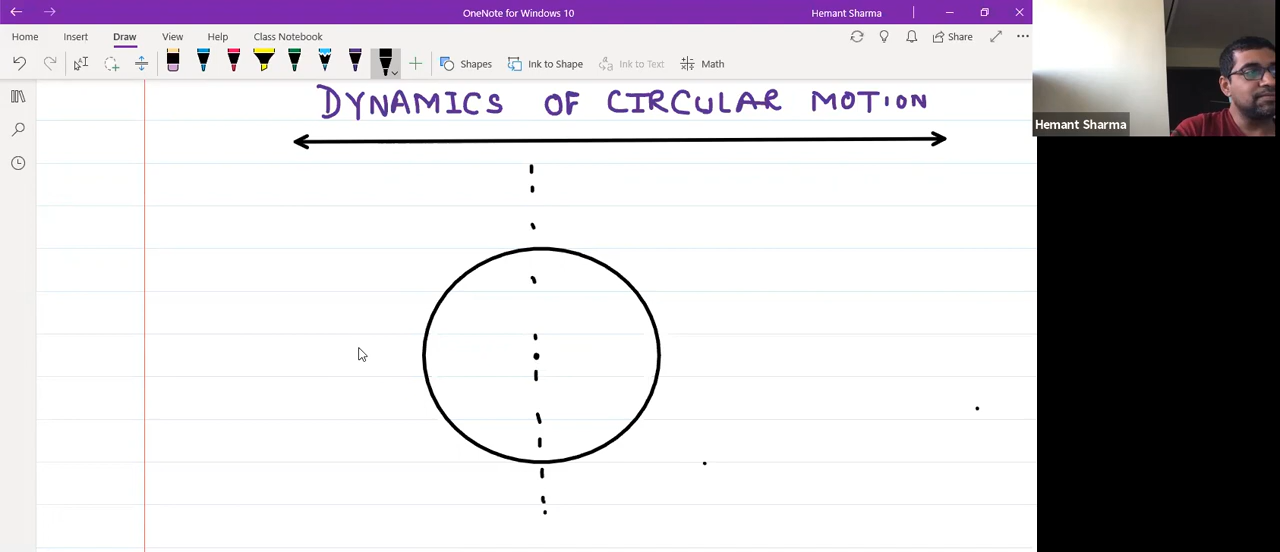 OneNote for Windows 10
Hemant Sharma
Home Insert Draw View Help Class Notebook
Share
Shapes Ink to Shape Ink to Text Math
DYNAMICS OF CIRCULAR MOTION
Hemant Sharma